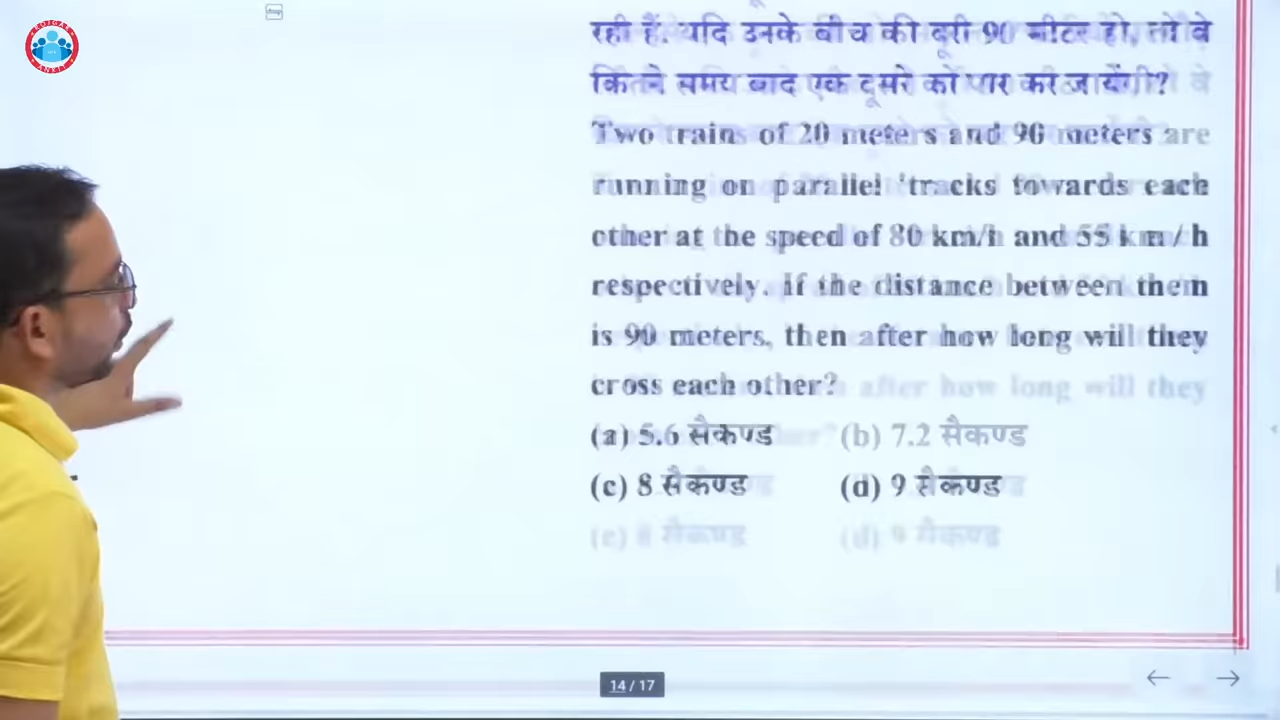 रही हैं. यदि उनके बीच की दूरी 90 मीटर हो, तो वे
कितने समय बाद एक दूसरे को पार कर जायेंगी?
Two trains of 20 meters and 90 meters are
running on parallel 'tracks towards each
other at the speed of 80 km/h and 55 km/h
respectively. If the distance between them
is 90 meters, then after how long will they
cross each other?
(a) 5.6 सैकण्ड (b) 7.2 सैकण्ड
(c) 8 सैकण्ड (d) 9 सैकण्ड
14 / 17